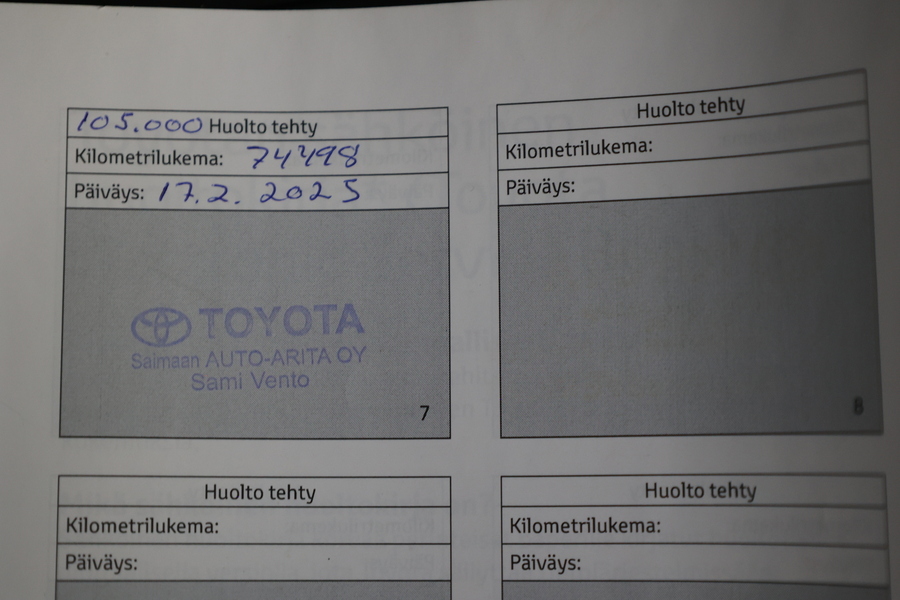 105.000 Huolto tehty
Kilometrilukema: 74498
Päiväys: 17.2.2025
TOYOTA
Saimaan AUTO-ARITA OY
Sami Vento
7
Huolto tehty
Kilometrilukema:
Päiväys:
8
Huolto tehty
Kilometrilukema:
Päiväys:
Huolto tehty
Kilometrilukema:
Päiväys: